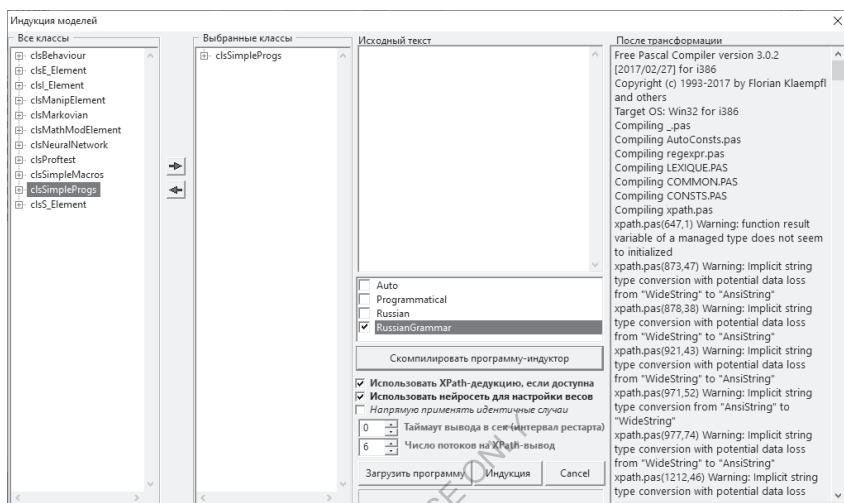 Индукция моделей
Все классы
clsBehaviour
clsE_Element
clsI_Element
clsManipElement
clsMarkovian
clsMathModElement
clsNeuralNetwork
clsProftest
clsSimpleMacros
clsSimpleProgs
clsS_Element
Выбранные классы
clsSimpleProgs
Исходный текст
Auto
Programmatical
Russian
RussianGrammar
Скомпилировать программу-индуктор
Использовать XPath-дедукцию, если доступна
Использовать нейросеть для настройки весов
Напрямую применять идентичные случаи
0 Таймаут вывода в сек (интервал рестарта)
6 Число потоков на XPath-вывод
Загрузить программу Индукция Cancel
После трансформации
Free Pascal Compiler version 3.0.2
[2017/02/27] for i386
Copyright (c) 1993-2017 by Florian Klaempfl
and others
Target OS: Win32 for i386
Compiling _.pas
Compiling AutoConsts.pas
Compiling regexpr.pas
Compiling LEXIQUE.PAS
Compiling COMMON.PAS
Compiling CONSTS.PAS
Compiling xpath.pas
xpath.pas(647,1) Warning: function result
variable of a managed type does not seem
to initialized
xpath.pas(873,47) Warning: Implicit string
type conversion with potential data loss
from "WideString" to "AnsiString"
xpath.pas(878,38) Warning: Implicit string
type conversion with potential data loss
from "WideString" to "AnsiString"
xpath.pas(921,43) Warning: Implicit string
type conversion with potential data loss
from "WideString" to "AnsiString"
xpath.pas(971,52) Warning: Implicit string
type conversion from "AnsiString" to
"WideString"
xpath.pas(977,74) Warning: Implicit string
type conversion with potential data loss
from "WideString" to "AnsiString"
xpath.pas(1212,46) Warning: Implicit string
type conversion with potential data loss
SE ONLY